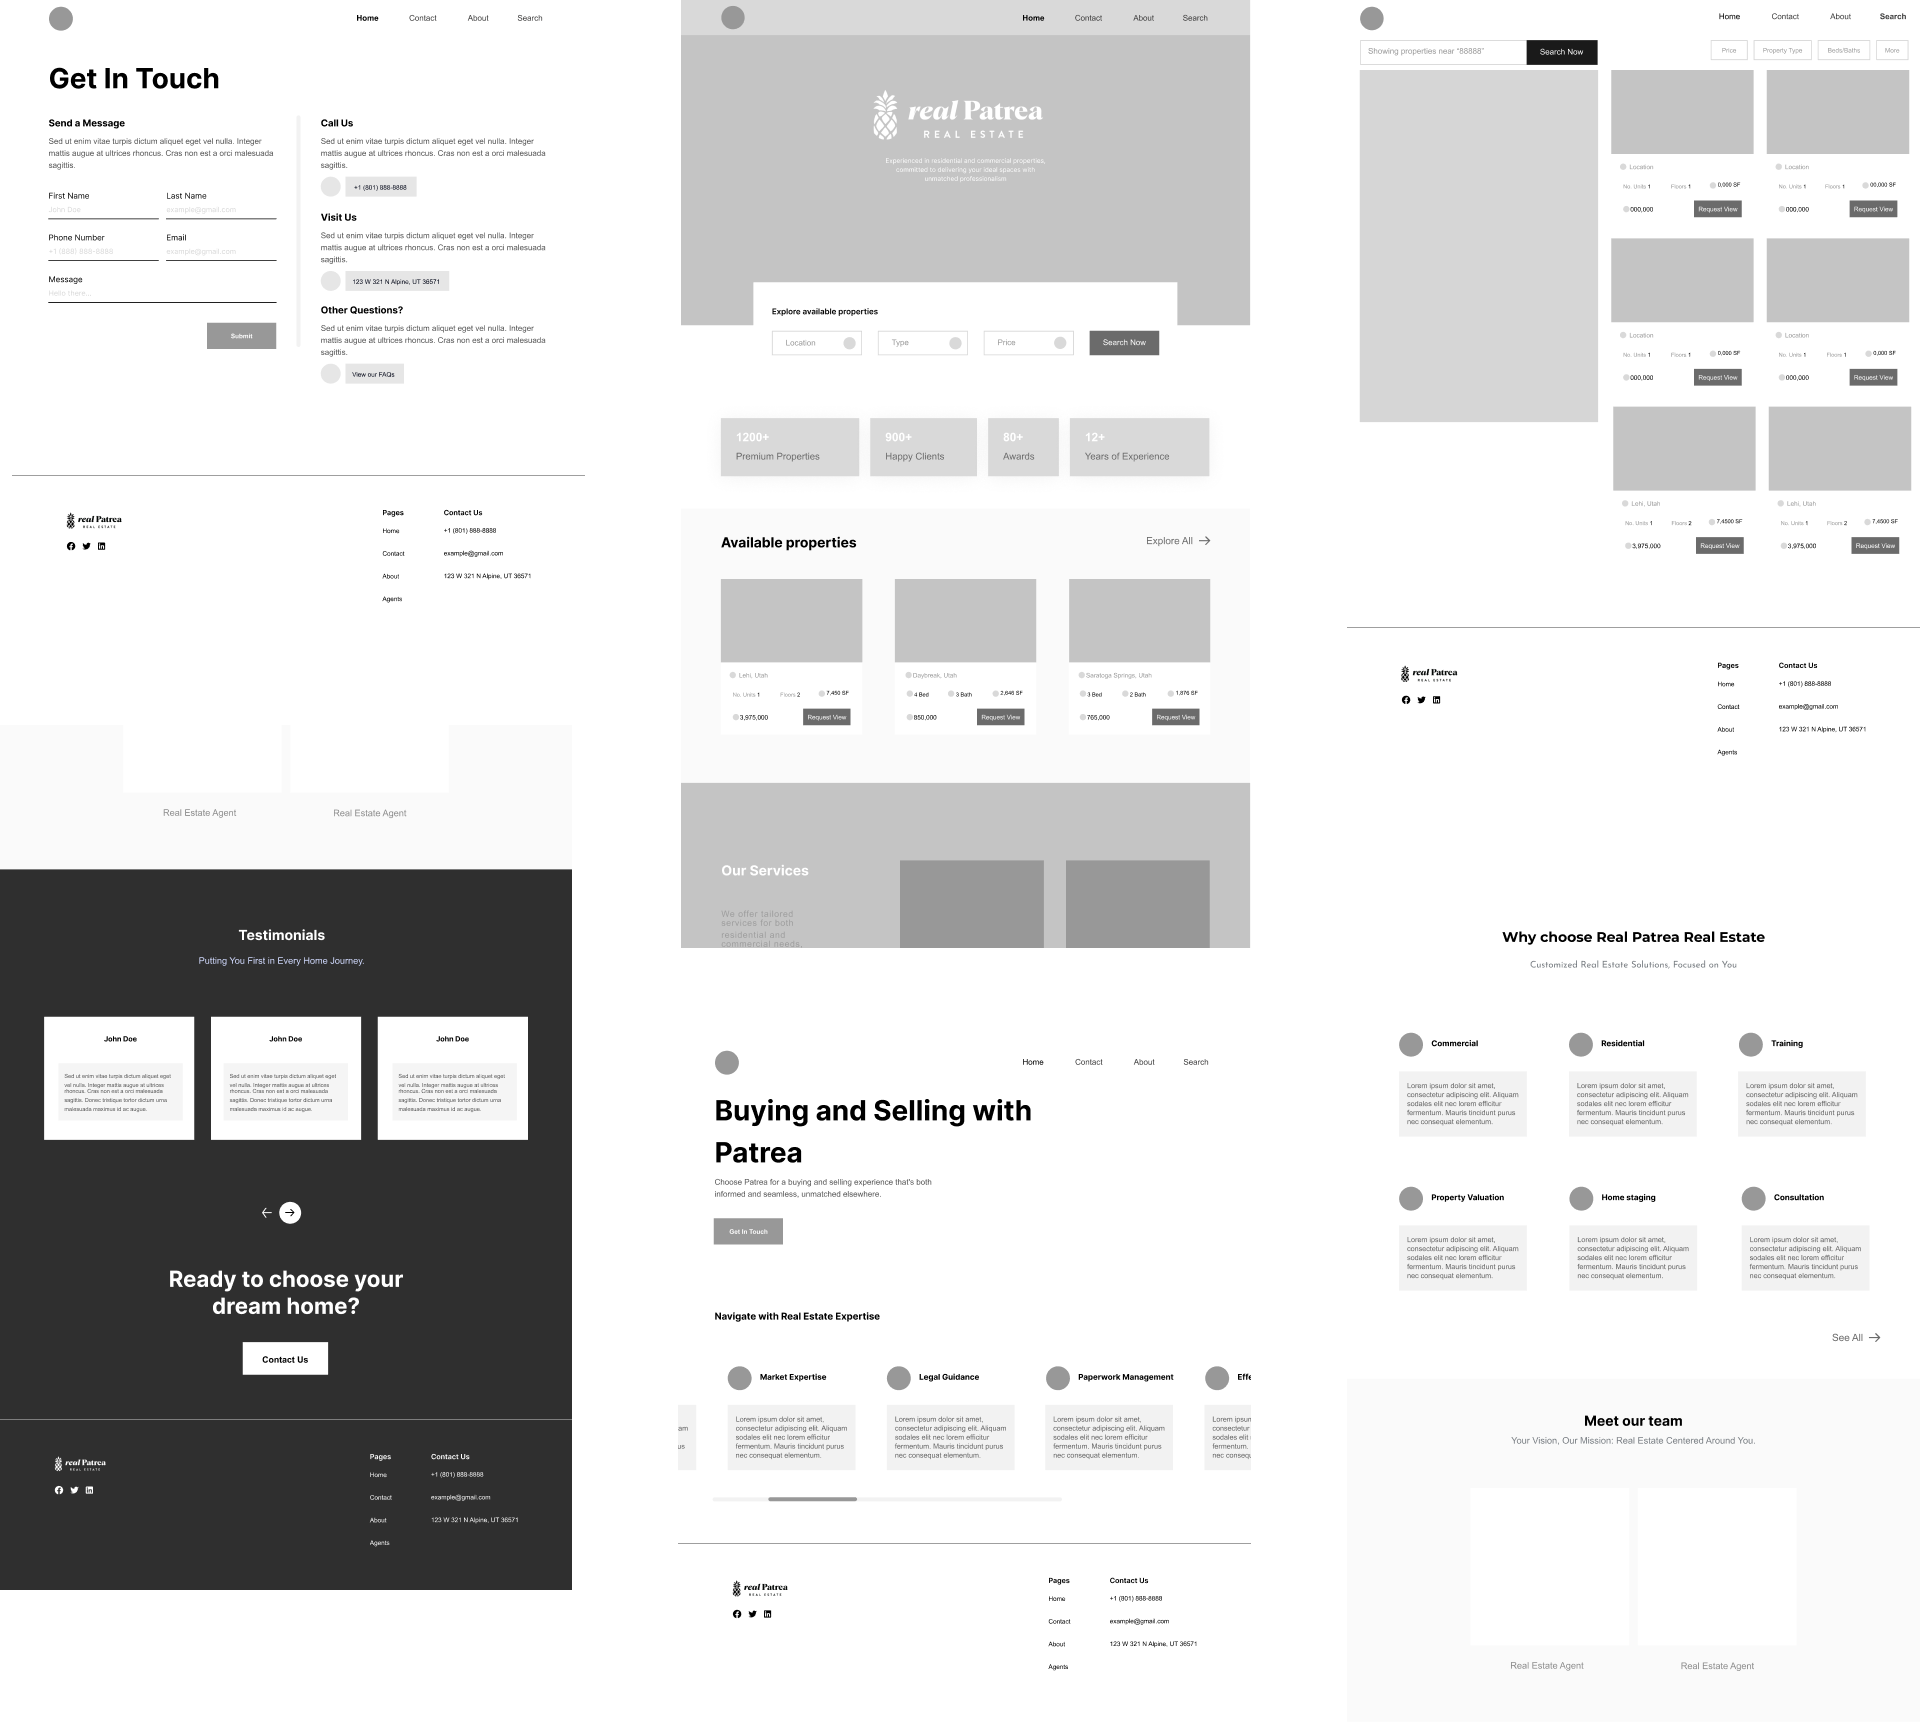 Home Contact About Search
Get In Touch
Send a Message
Sed ut enim vitae turpis dictum aliquet eget vel nulla. Integer
mattis augue at ultrices rhoncus. Cras non est a orci malesuada
sagittis.
First Name Last Name
John Doe example@gmail.com
Phone Number Email
+1 (888) 888-8888 example@gmail.com
Message
Hello there...
Submit
Call Us
Sed ut enim vitae turpis dictum aliquet eget vel nulla. Integer
mattis augue at ultrices rhoncus. Cras non est a orci malesuada
sagittis.
+1 (801) 888-8888
Visit Us
Sed ut enim vitae turpis dictum aliquet eget vel nulla. Integer
mattis augue at ultrices rhoncus. Cras non est a orci malesuada
sagittis.
123 W 321 N Alpine, UT 36571
Other Questions?
Sed ut enim vitae turpis dictum aliquet eget vel nulla. Integer
mattis augue at ultrices rhoncus. Cras non est a orci malesuada
sagittis.
View our FAQs
real Patrea
REAL ESTATE
Pages Contact Us
Home +1 (801) 888-8888
Contact example@gmail.com
About 123 W 321 N Alpine, UT 36571
Agents
Real Estate Agent Real Estate Agent
Testimonials
Putting You First in Every Home Journey.
John Doe
Sed ut enim vitae turpis dictum aliquet eget
vel nulla. Integer mattis augue at ultrices
rhoncus. Cras non est a orci malesuada
sagittis. Donec tristique tortor dictum urna
malesuada maximus id ac augue.
John Doe
Sed ut enim vitae turpis dictum aliquet eget
vel nulla. Integer mattis augue at ultrices
rhoncus. Cras non est a orci malesuada
sagittis. Donec tristique tortor dictum urna
malesuada maximus id ac augue.
John Doe
Sed ut enim vitae turpis dictum aliquet eget
vel nulla. Integer mattis augue at ultrices
rhoncus. Cras non est a orci malesuada
sagittis. Donec tristique tortor dictum urna
malesuada maximus id ac augue.
Ready to choose your
dream home?
Contact Us
real Patrea
REAL ESTATE
Pages Contact Us
Home +1 (801) 888-8888
Contact example@gmail.com
About 123 W 321 N Alpine, UT 36571
Agents
Home Contact About Search
real Patrea
REAL ESTATE
Experienced in residential and commercial properties,
committed to delivering your ideal spaces with
unmatched professionalism.
Explore available properties
Location Type Price Search Now
1200+ 900+ 80+ 12+
Premium Properties Happy Clients Awards Years of Experience
Available properties Explore All
Lehi, Utah Daybreak, Utah Saratoga Springs, Utah
No. Units 1 Floors 2 7,450 SF 4 Bed 3 Bath 2,646 SF 3 Bed 2 Bath 1,876 SF
3,975,000 Request View 850,000 Request View 765,000 Request View
Our Services
We offer tailored
services for both
residential and
commercial needs,
Home Contact About Search
Buying and Selling with
Patrea
Choose Patrea for a buying and selling experience that's both
informed and seamless, unmatched elsewhere.
Get In Touch
Navigate with Real Estate Expertise
am
us
Market Expertise
Lorem ipsum dolor sit amet,
consectetur adipiscing elit. Aliquam
sodales elit nec lorem efficitur
fermentum. Mauris tincidunt purus
nec consequat elementum.
Legal Guidance
Lorem ipsum dolor sit amet,
consectetur adipiscing elit. Aliquam
sodales elit nec lorem efficitur
fermentum. Mauris tincidunt purus
nec consequat elementum.
Paperwork Management
Lorem ipsum dolor sit amet,
consectetur adipiscing elit. Aliquam
sodales elit nec lorem efficitur
fermentum. Mauris tincidunt purus
nec consequat elementum.
Effe
Lorem ipsum
consectetur
sodales elit
fermentum.
nec consequ
real Patrea
REAL ESTATE
Pages Contact Us
Home +1 (801) 888-8888
Contact example@gmail.com
About 123 W 321 N Alpine, UT 36571
Agents
Home Contact About Search
Showing properties near "88888" Search Now Price Property Type Beds/Baths More
Location Location
No. Units 1 Floors 1 0,000 SF No. Units 1 Floors 1 00,000 SF
000,000 Request View 000,000 Request View
Location Location
No. Units 1 Floors 1 0,000 SF No. Units 1 Floors 1 0,000 SF
000,000 Request View 000,000 Request View
Lehi, Utah Lehi, Utah
No. Units 1 Floors 2 7,4500 SF No. Units 1 Floors 2 7,4500 SF
3,975,000 Request View 3,975,000 Request View
real Patrea
REAL ESTATE
Pages Contact Us
Home +1 (801) 888-8888
Contact example@gmail.com
About 123 W 321 N Alpine, UT 36571
Agents
Why choose Real Patrea Real Estate
Customized Real Estate Solutions, Focused on You
Commercial
Lorem ipsum dolor sit amet,
consectetur adipiscing elit. Aliquam
sodales elit nec lorem efficitur
fermentum. Mauris tincidunt purus
nec consequat elementum.
Residential
Lorem ipsum dolor sit amet,
consectetur adipiscing elit. Aliquam
sodales elit nec lorem efficitur
fermentum. Mauris tincidunt purus
nec consequat elementum.
Training
Lorem ipsum dolor sit amet,
consectetur adipiscing elit. Aliquam
sodales elit nec lorem efficitur
fermentum. Mauris tincidunt purus
nec consequat elementum.
Property Valuation
Lorem ipsum dolor sit amet,
consectetur adipiscing elit. Aliquam
sodales elit nec lorem efficitur
fermentum. Mauris tincidunt purus
nec consequat elementum.
Home staging
Lorem ipsum dolor sit amet,
consectetur adipiscing elit. Aliquam
sodales elit nec lorem efficitur
fermentum. Mauris tincidunt purus
nec consequat elementum.
Consultation
Lorem ipsum dolor sit amet,
consectetur adipiscing elit. Aliquam
sodales elit nec lorem efficitur
fermentum. Mauris tincidunt purus
nec consequat elementum.
See All
Meet our team
Your Vision, Our Mission: Real Estate Centered Around You.
Real Estate Agent Real Estate Agent